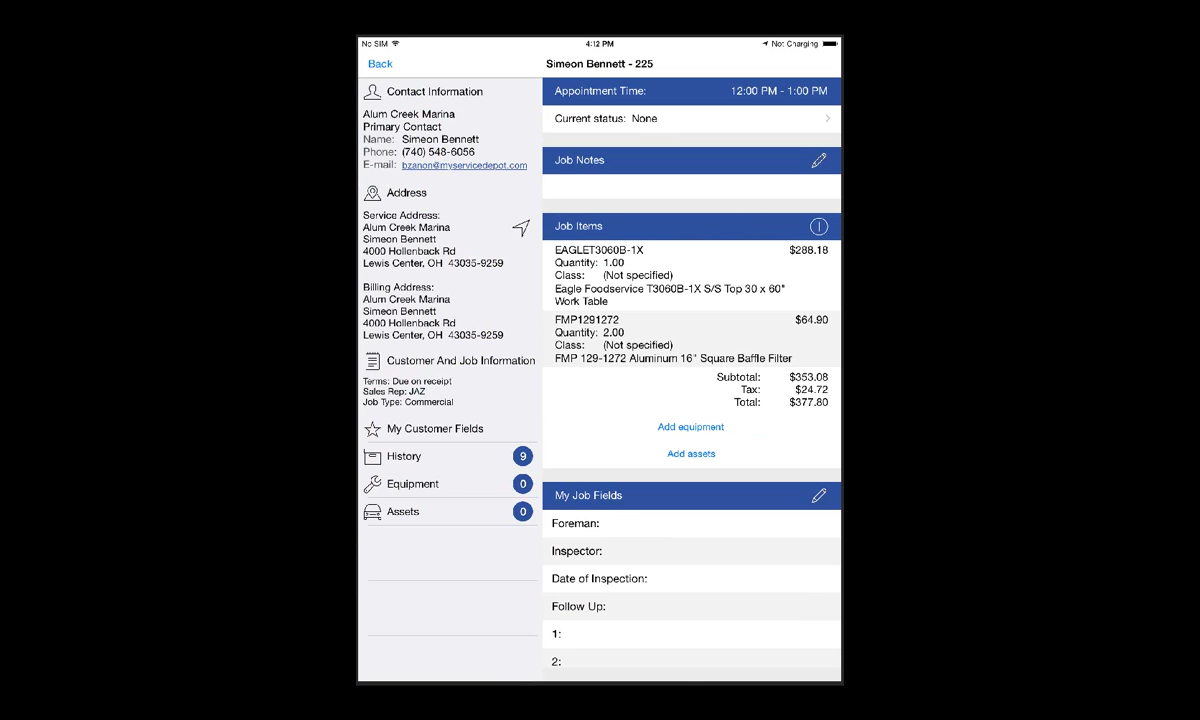 No SIM
4:12 PM
Not Charging
Back
Simeon Bennett - 225
Contact Information
Alum Creek Marina
Primary Contact
Name: Simeon Bennett
Phone: (740) 548-6056
E-mail: bzanon@myservicedepot.com
Address
Service Address:
Alum Creek Marina
Simeon Bennett
4000 Hollenback Rd
Lewis Center, OH 43035-9259
Billing Address:
Alum Creek Marina
Simeon Bennett
4000 Hollenback Rd
Lewis Center, OH 43035-9259
Customer And Job Information
Terms: Due on receipt
Sales Rep: JAZ
Job Type: Commercial
My Customer Fields
History 9
Equipment 0
Assets 0
Appointment Time: 12:00 PM - 1:00 PM
Current status: None
Job Notes
Job Items
EAGLET3060B-1X $288.18
Quantity: 1.00
Class: (Not specified)
Eagle Foodservice T3060B-1X S/S Top 30 x 60"
Work Table
FMP1291272 $64.90
Quantity: 2.00
Class: (Not specified)
FMP 129-1272 Aluminum 16" Square Baffle Filter
Subtotal: $353.08
Tax: $24.72
Total: $377.80
Add equipment
Add assets
My Job Fields
Foreman:
Inspector:
Date of Inspection:
Follow Up:
1:
2: